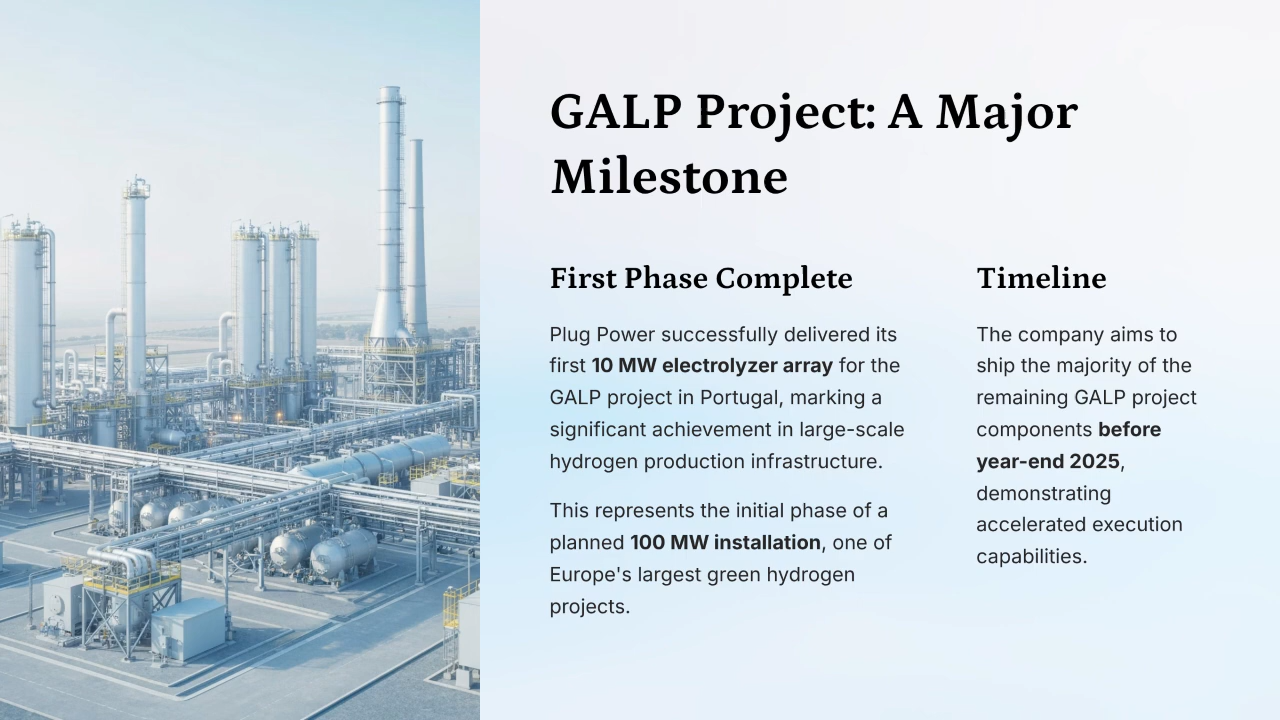 GALP Project: A Major
Milestone
First Phase Complete
Plug Power successfully delivered its
first 10 MW electrolyzer array for the
GALP project in Portugal, marking a
significant achievement in large-scale
hydrogen production infrastructure.
This represents the initial phase of a
planned 100 MW installation, one of
Europe's largest green hydrogen
projects.
Timeline
The company aims to
ship the majority of the
remaining GALP project
components before
year-end 2025,
demonstrating
accelerated execution
capabilities.